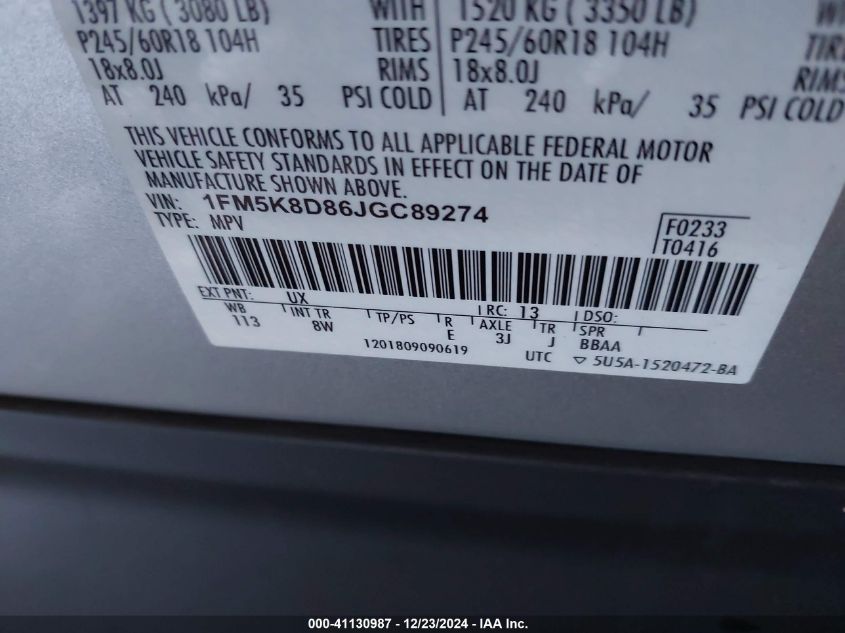 1397 KG ( 3080 LB) WITH 1520 KG ( 3350 LB)
P245/60R18 104H TIRES P245/60R18 104H TIRE
18x8.0J RIMS 18x8.0J RIMS
AT 240 kPa/ 35 PSI COLD AT 240 kPa/ 35 PSI COLD
THIS VEHICLE CONFORMS TO ALL APPLICABLE FEDERAL MOTOR
VEHICLE SAFETY STANDARDS IN EFFECT ON THE DATE OF
MANUFACTURE SHOWN ABOVE.
VIN: 1FM5K8D86JGC89274
TYPE: MPV
F0233
T0416
EXT PNT: UX RC: 13 DSO:
WB INT TR TP/PS R AXLE TR SPR
113 8W E 3J J BBAA
1201809090619 UTC ▽ 5U5A-1520472-BA
000-41130987 - 12/23/2024 - IAA Inc.